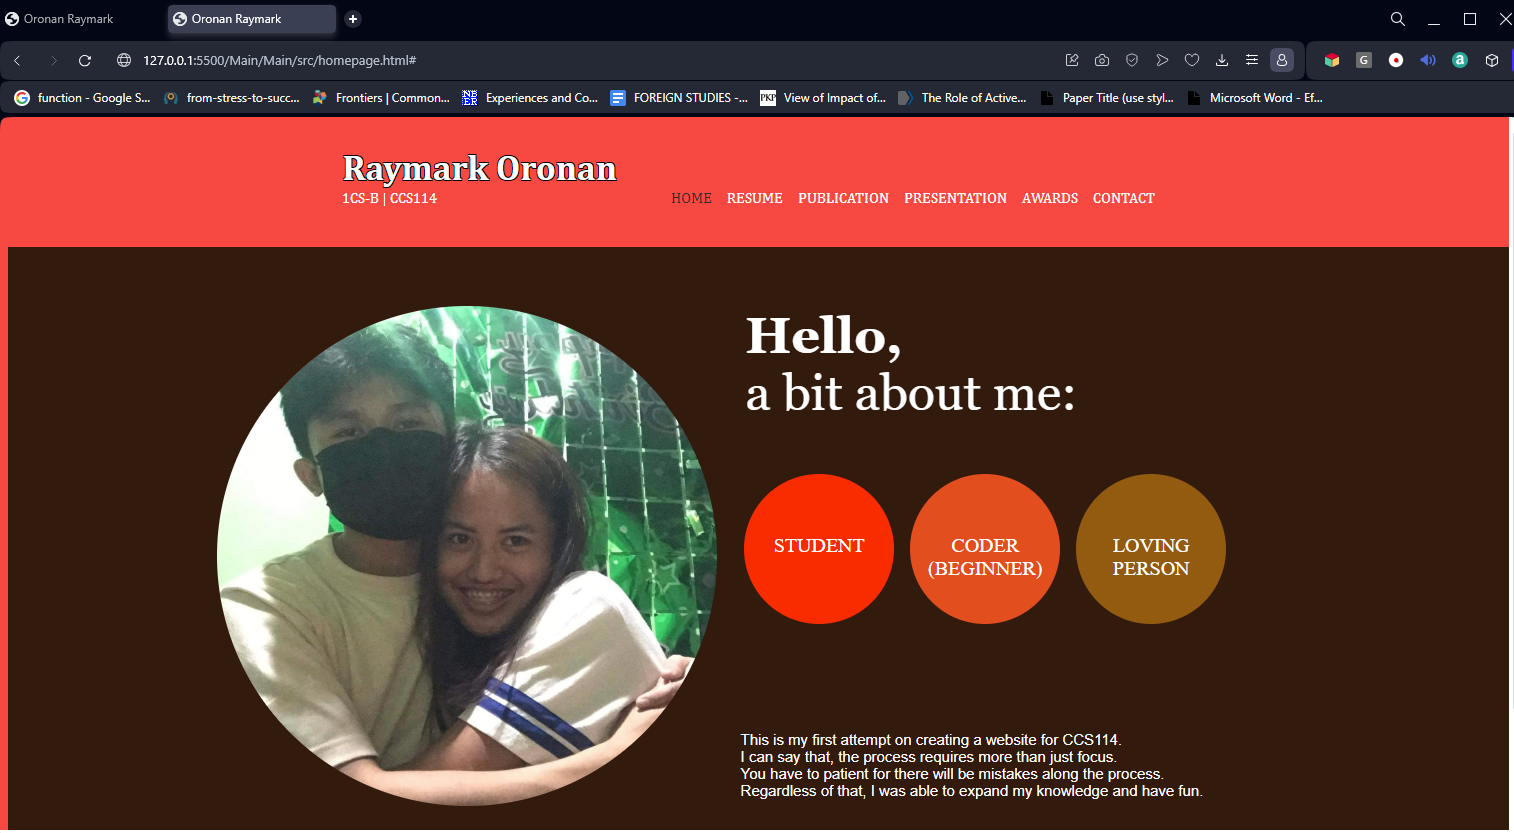 Oronan Raymark
Oronan Raymark
127.0.0.1:5500/Main/Main/src/homepage.html#
G
a
function - Google S...
from-stress-to-succ...
Frontiers | Common...
Experiences and Co...
FOREIGN STUDIES -...
PKP
View of Impact of...
The Role of Active...
Paper Title (use styl...
Microsoft Word - Ef...
Raymark Oronan
1CS-B | CCS114
HOME RESUME PUBLICATION PRESENTATION AWARDS CONTACT
Hello,
a bit about me:
STUDENT
CODER
(BEGINNER)
LOVING
PERSON
This is my first attempt on creating a website for CCS114.
I can say that, the process requires more than just focus.
You have to patient for there will be mistakes along the process.
Regardless of that, I was able to expand my knowledge and have fun.